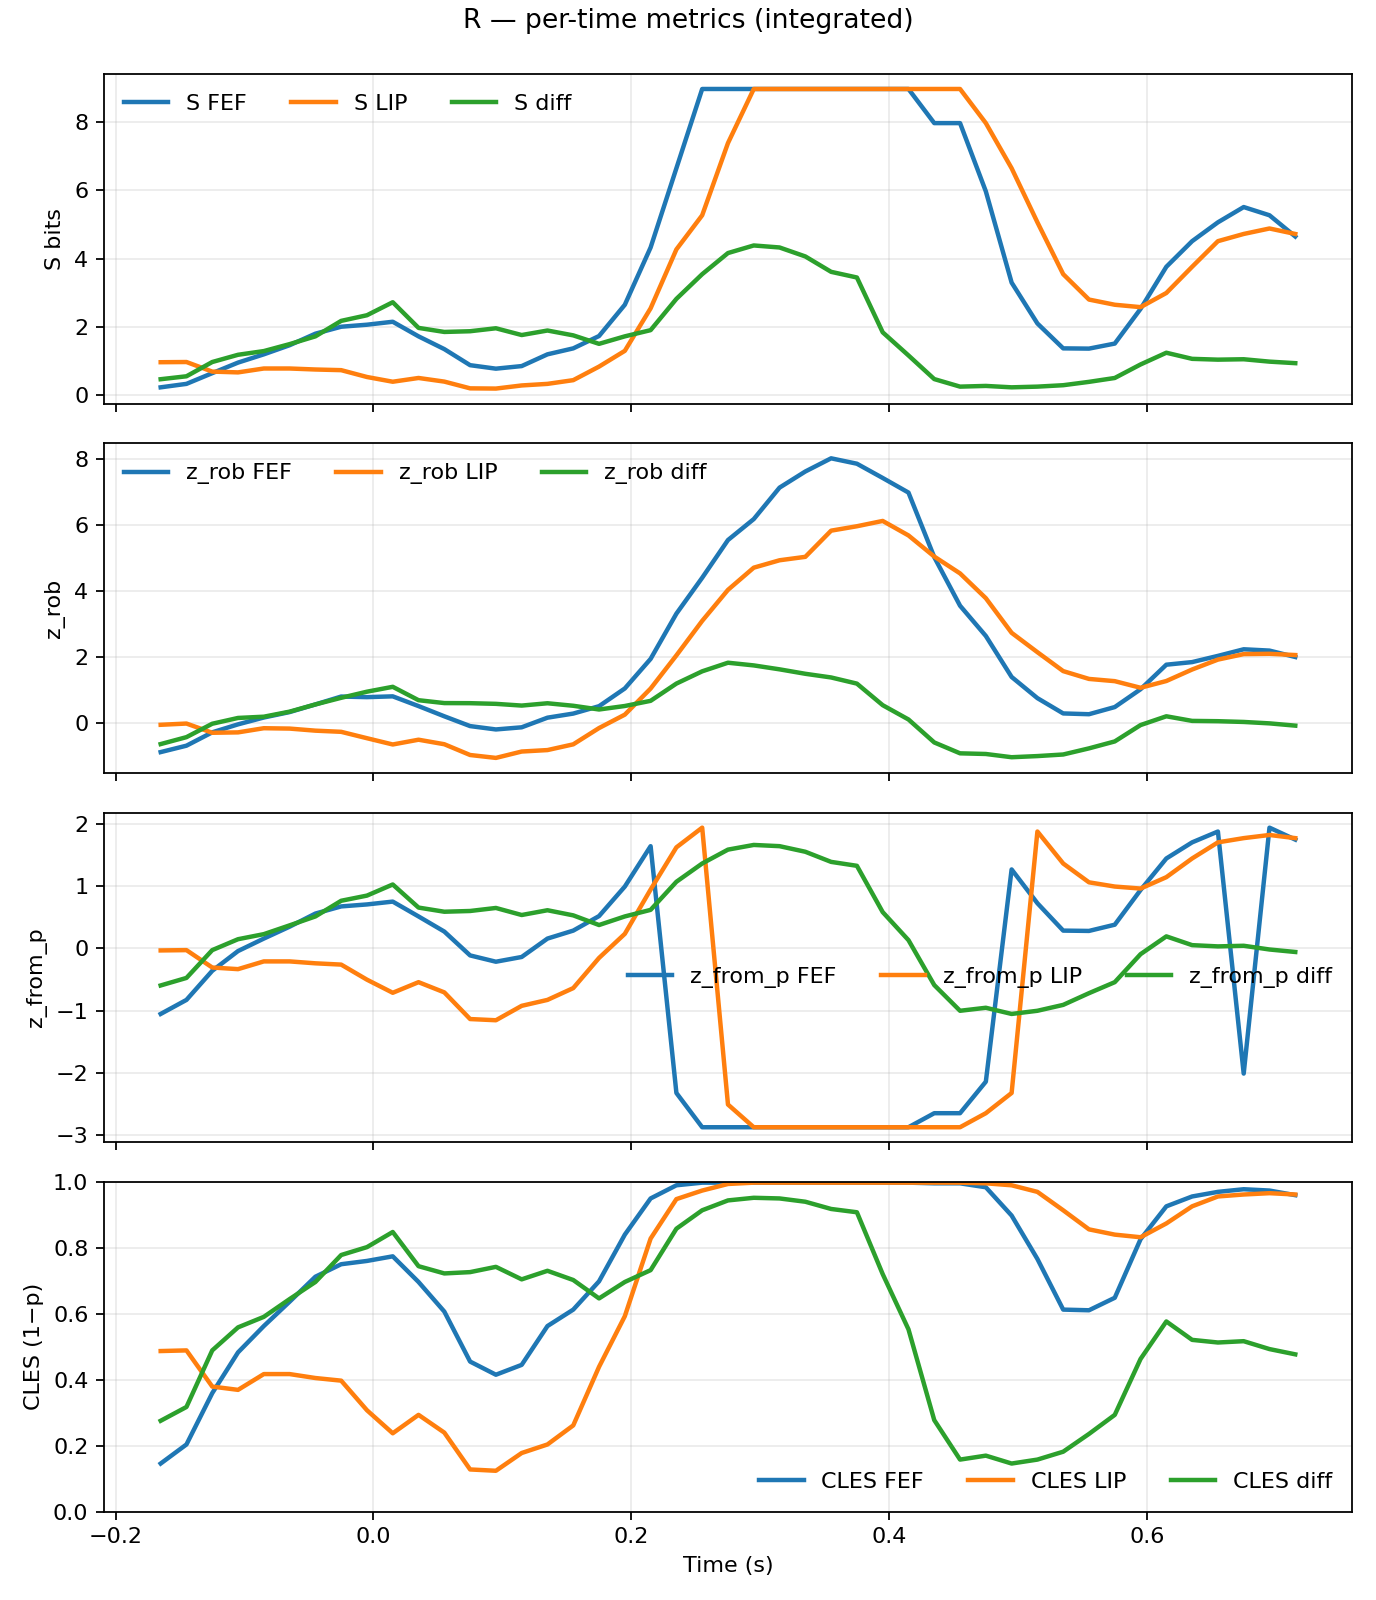 R — per-time metrics (integrated)
S FEF S LIP S diff
8
6
4
2
0
S bits
z_rob FEF z_rob LIP z_rob diff
8
6
4
2
0
z_rob
2
1
0
−1
−2
−3
z_from_p
z_from_p FEF z_from_p LIP z_from_p diff
1.0
0.8
0.6
0.4
0.2
0.0
CLES (1−p)
CLES FEF CLES LIP CLES diff
−0.2 0.0 0.2 0.4 0.6
Time (s)